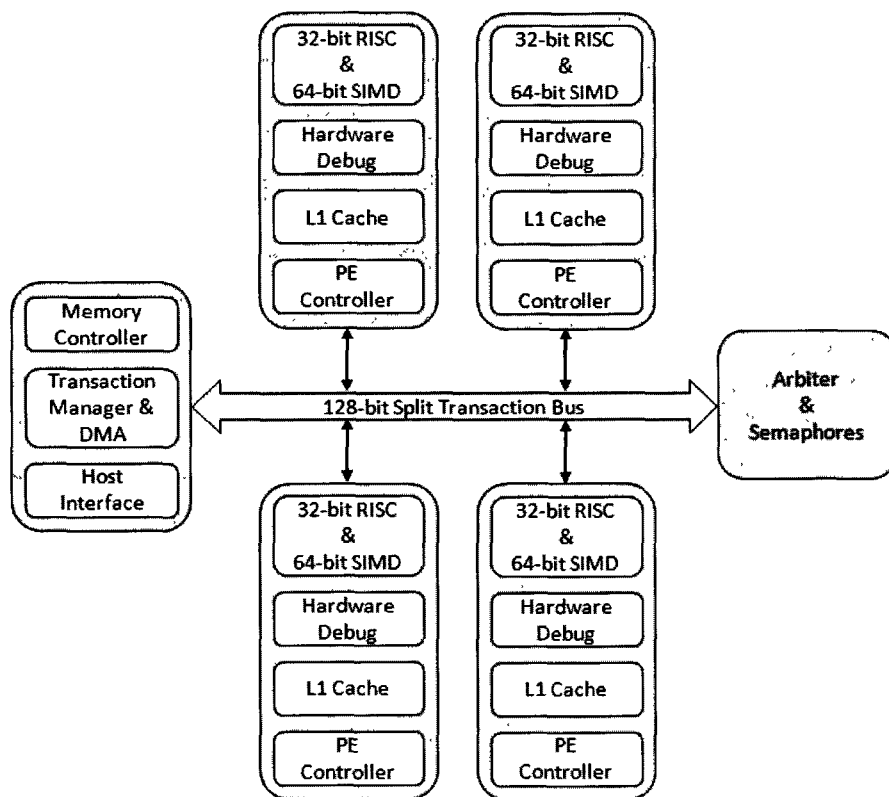 32-bit RISC
&
64-bit SIMD
Hardware
Debug
L1 Cache
PE
Controller
32-bit RISC
&
64-bit SIMD
Hardware
Debug
L1 Cache
PE
Controller
Memory
Controller
Transaction
Manager &
DMA
Host
Interface
128-bit Split Transaction Bus
Arbiter
&
Semaphores
32-bit RISC
&
64-bit SIMD
Hardware
Debug
L1 Cache
PE
Controller
32-bit RISC
&
64-bit SIMD
Hardware
Debug
L1 Cache
PE
Controller